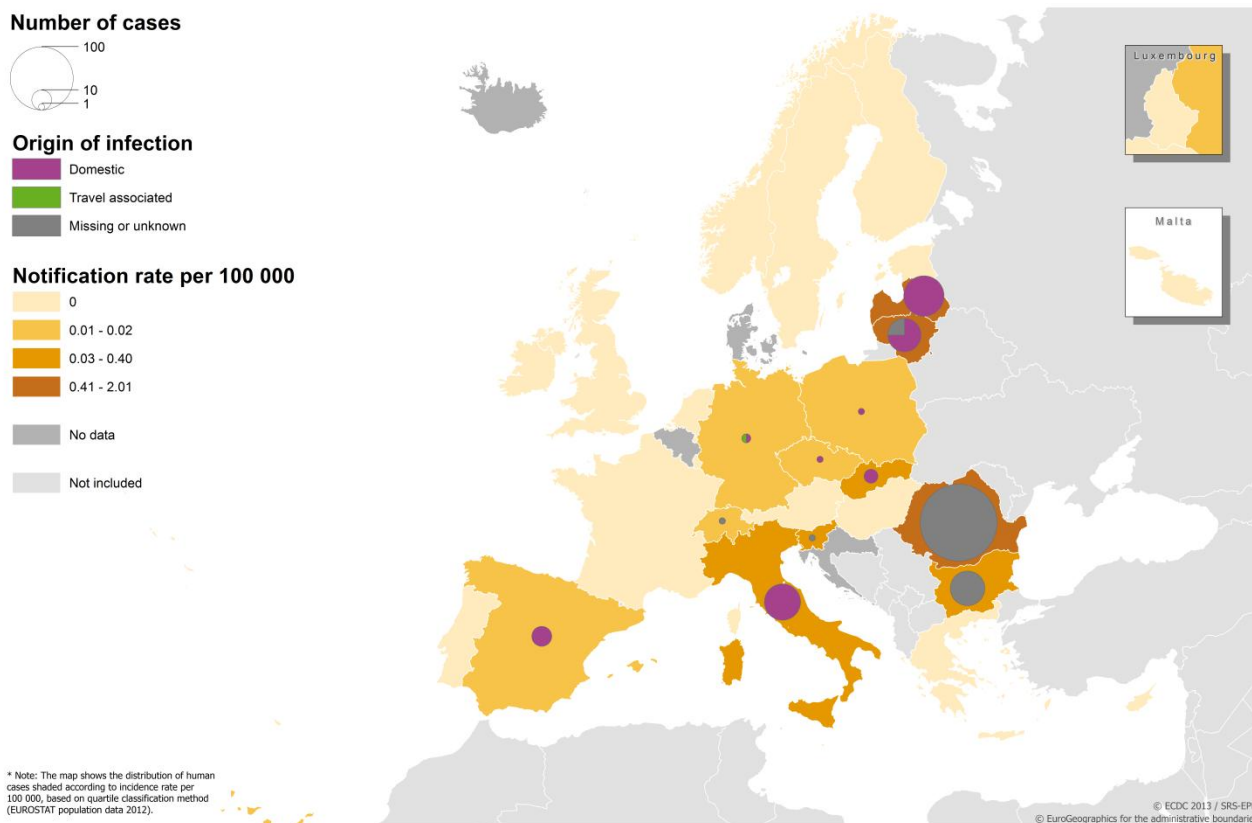 Number of cases
100
10
1
Origin of infection
Domestic
Travel associated
Missing or unknown
Notification rate per 100 000
0
0.01 - 0.02
0.03 - 0.40
0.41 - 2.01
No data
Not included
Luxembourg
Malta
* Note: The map shows the distribution of human
cases shaded according to incidence rate per
100 000, based on quartile classification method
(EUROSTAT population data 2012).
© ECDC 2013 / SRS-EP
© EuroGeographics for the administrative boundarie